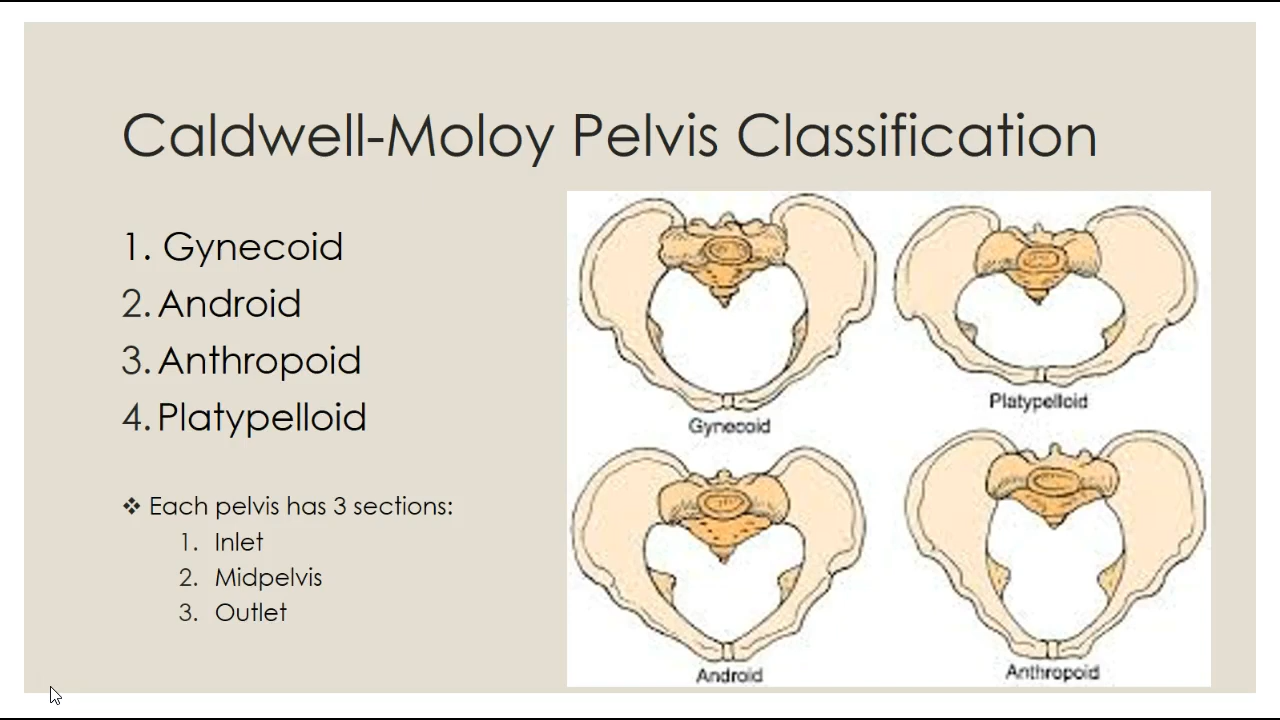 Caldwell-Moloy Pelvis Classification
1. Gynecoid
2. Android
3. Anthropoid
4. Platypelloid
❖ Each pelvis has 3 sections:
1. Inlet
2. Midpelvis
3. Outlet
Gynecoid
Platypelloid
Android
Anthropoid